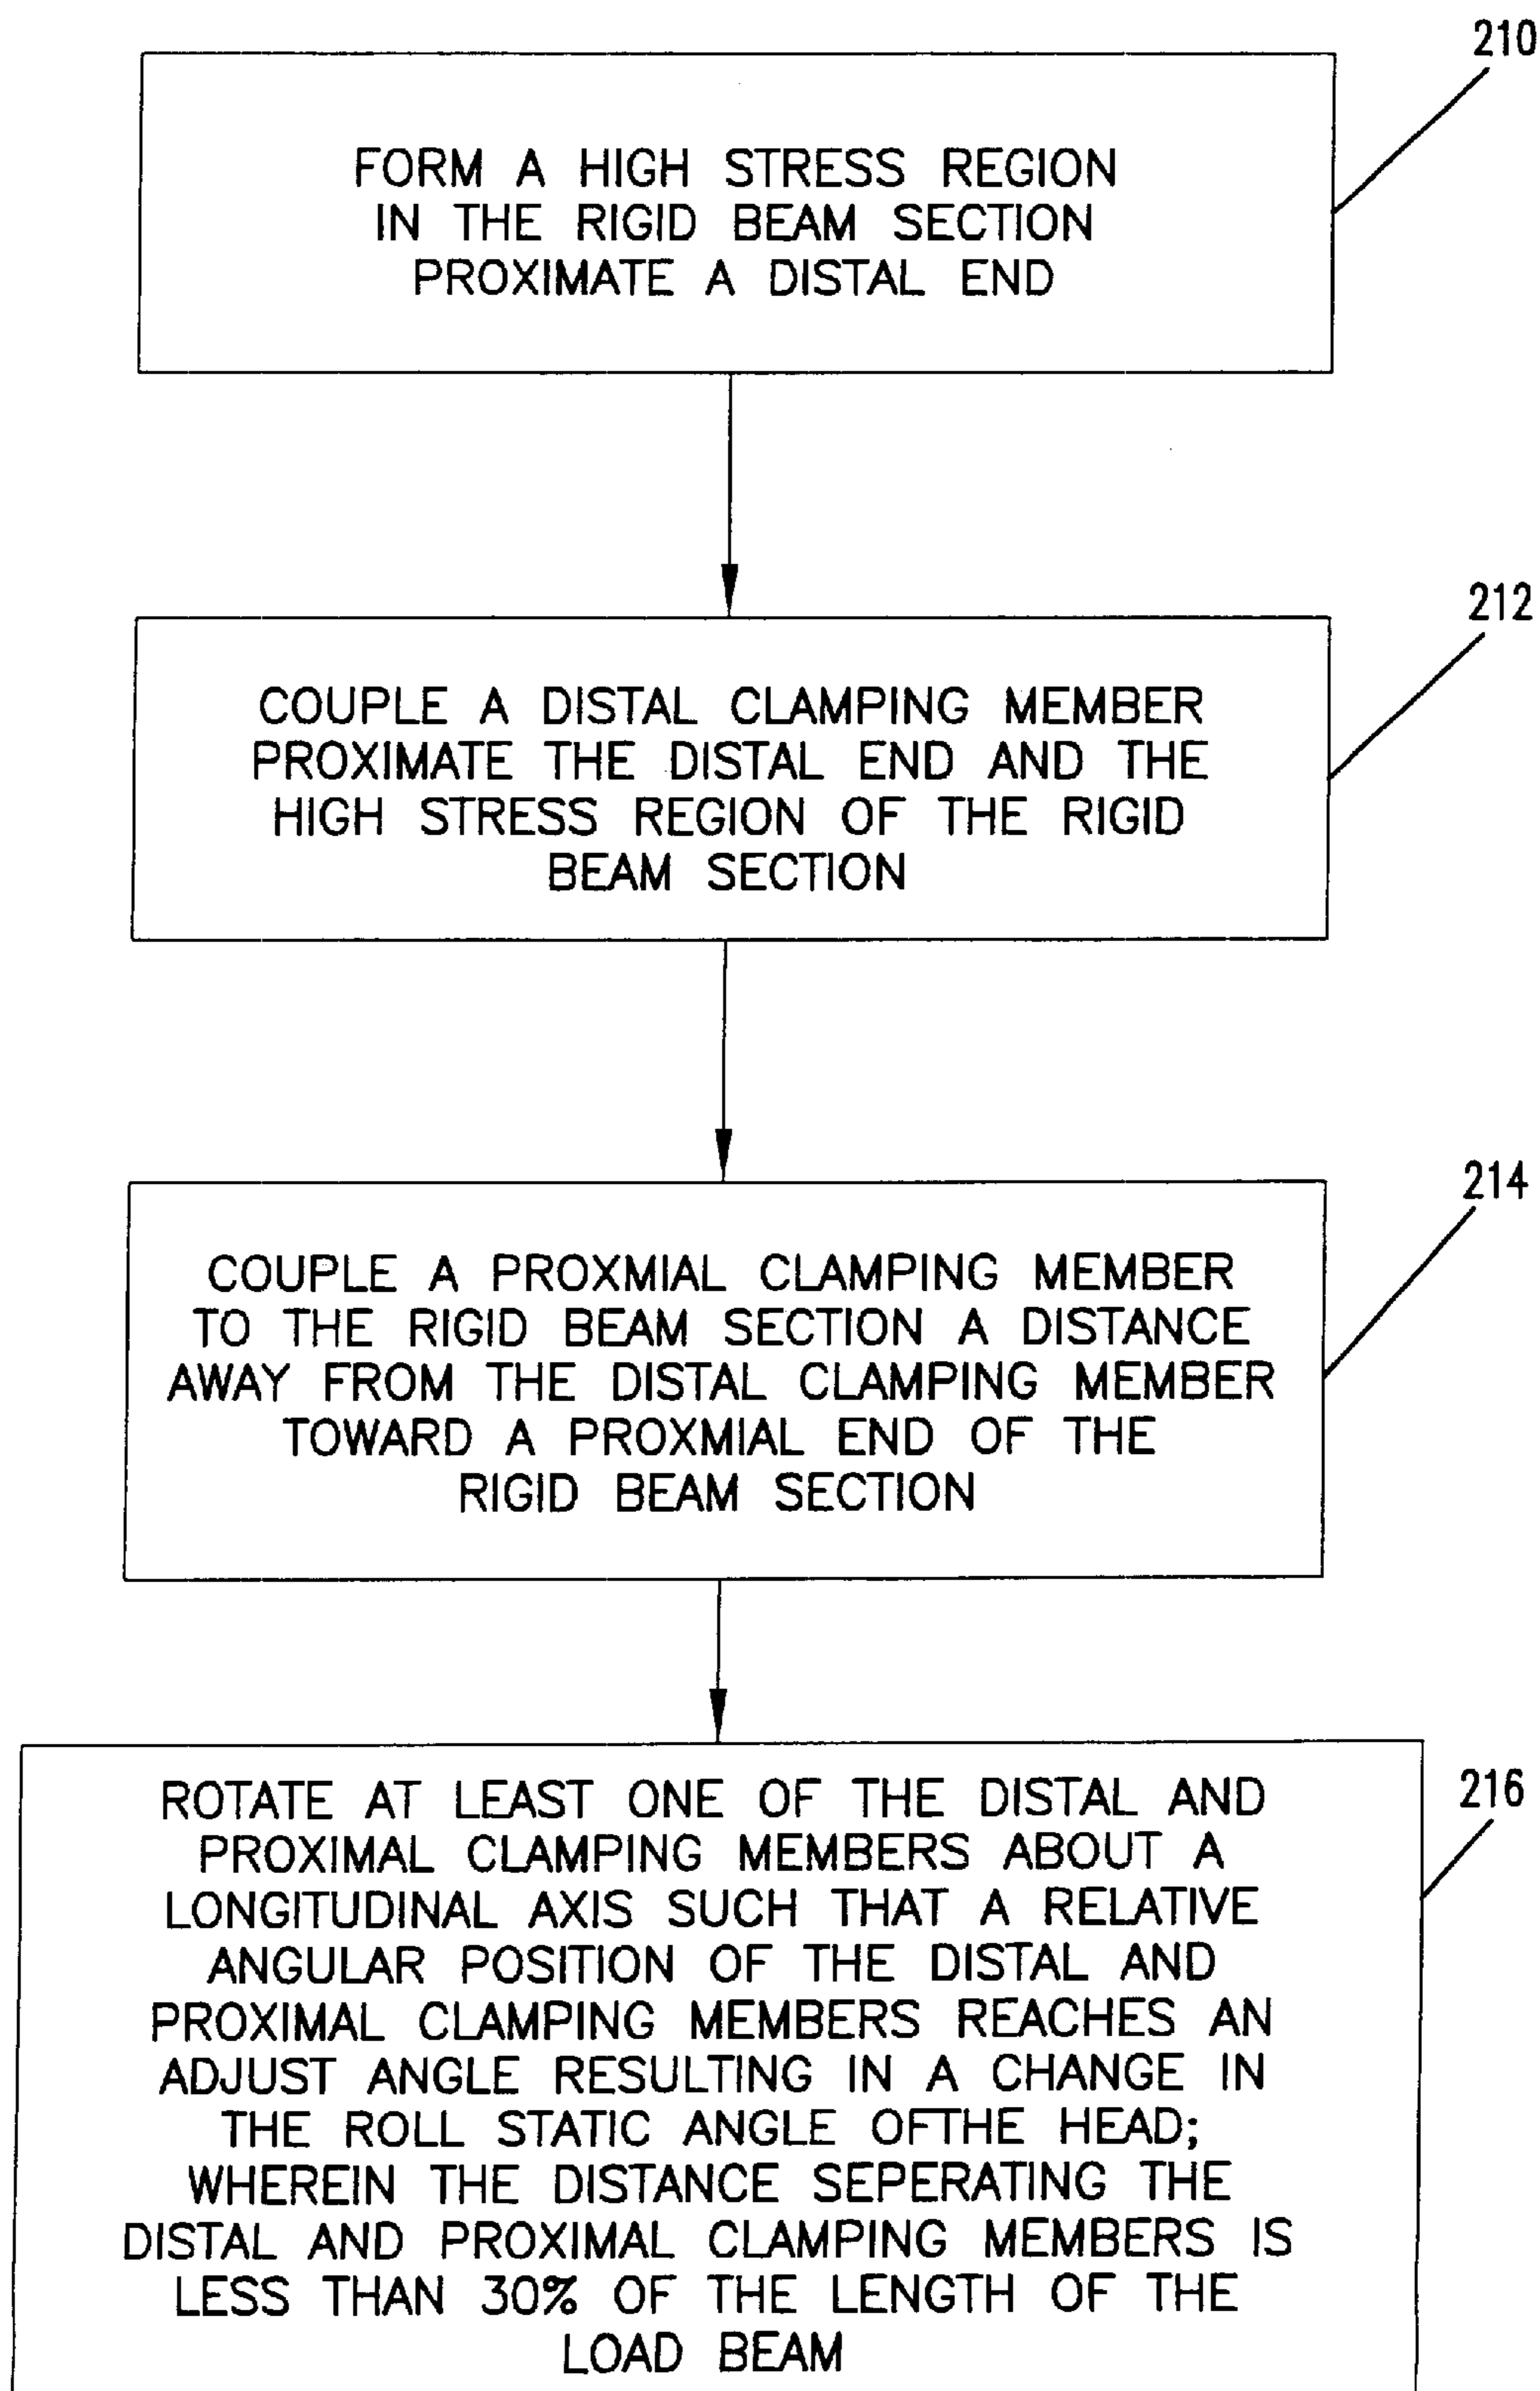 210
FORM A HIGH STRESS REGION
IN THE RIGID BEAM SECTION
PROXIMATE A DISTAL END
212
COUPLE A DISTAL CLAMPING MEMBER
PROXIMATE THE DISTAL END AND THE
HIGH STRESS REGION OF THE RIGID
BEAM SECTION
214
COUPLE A PROXMIAL CLAMPING MEMBER
TO THE RIGID BEAM SECTION A DISTANCE
AWAY FROM THE DISTAL CLAMPING MEMBER
TOWARD A PROXMIAL END OF THE
RIGID BEAM SECTION
216
ROTATE AT LEAST ONE OF THE DISTAL AND
PROXIMAL CLAMPING MEMBERS ABOUT A
LONGITUDINAL AXIS SUCH THAT A RELATIVE
ANGULAR POSITION OF THE DISTAL AND
PROXIMAL CLAMPING MEMBERS REACHES AN
ADJUST ANGLE RESULTING IN A CHANGE IN
THE ROLL STATIC ANGLE OFTHE HEAD;
WHEREIN THE DISTANCE SEPERATING THE
DISTAL AND PROXIMAL CLAMPING MEMBERS IS
LESS THAN 30% OF THE LENGTH OF THE
LOAD BEAM